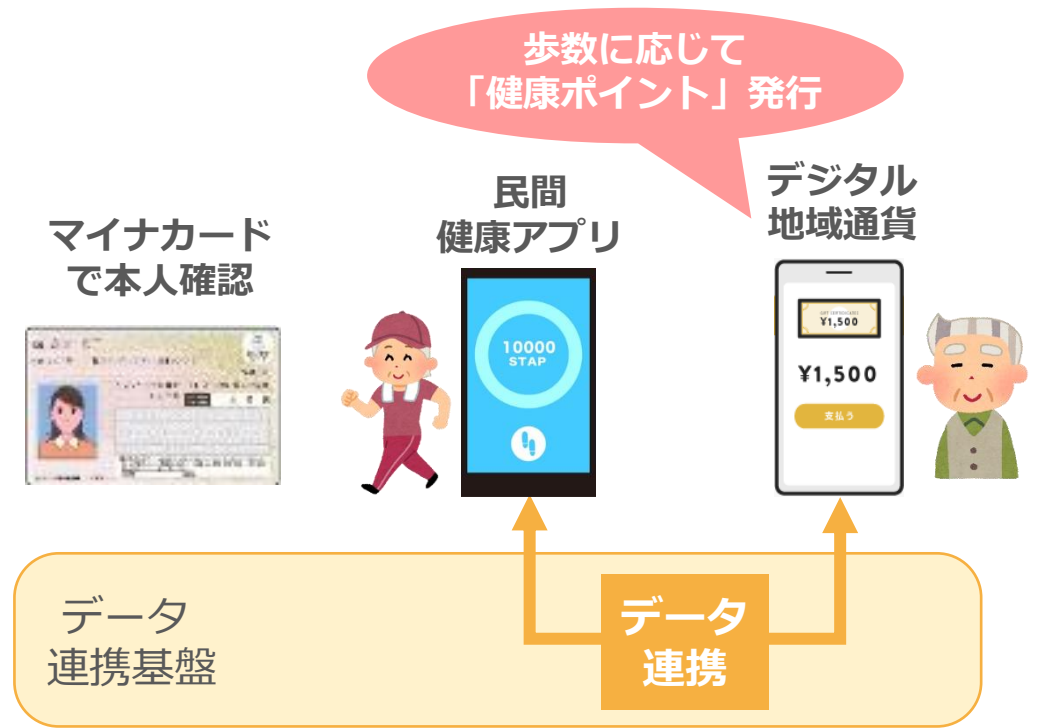 歩数に応じて
「健康ポイント」発行
マイナカード
で本人確認
民間
健康アプリ
デジタル
地域通貨
10000
STAP
¥1,500
¥1,500
支払う
データ
連携基盤
データ
連携